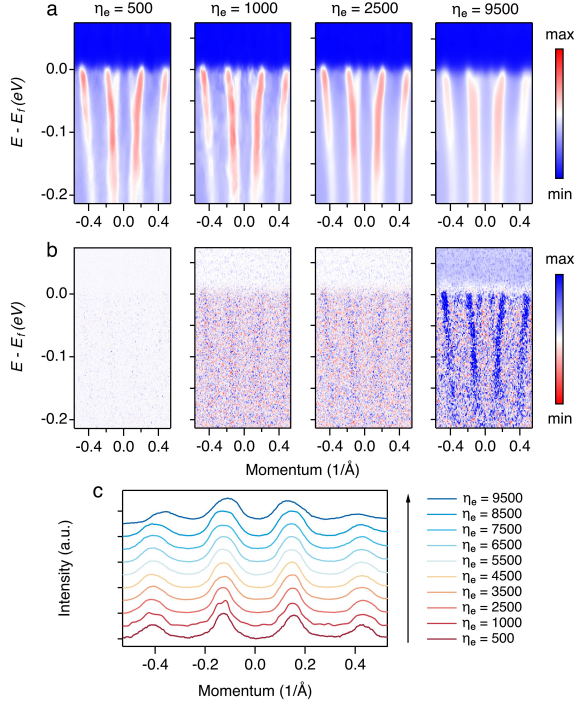 a
ηe = 500
ηe = 1000
ηe = 2500
ηe = 9500
E - Ef (eV)
0.0
-0.1
-0.2
-0.4 0.0 0.4
-0.4 0.0 0.4
-0.4 0.0 0.4
-0.4 0.0 0.4
max
min
b
E - Ef (eV)
0.0
-0.1
-0.2
-0.4 0.0 0.4
-0.4 0.0 0.4
-0.4 0.0 0.4
-0.4 0.0 0.4
max
min
Momentum (1/Å)
c
Intensity (a.u.)
-0.4 -0.2 0.0 0.2 0.4
Momentum (1/Å)
ηe = 9500
ηe = 8500
ηe = 7500
ηe = 6500
ηe = 5500
ηe = 4500
ηe = 3500
ηe = 2500
ηe = 1000
ηe = 500